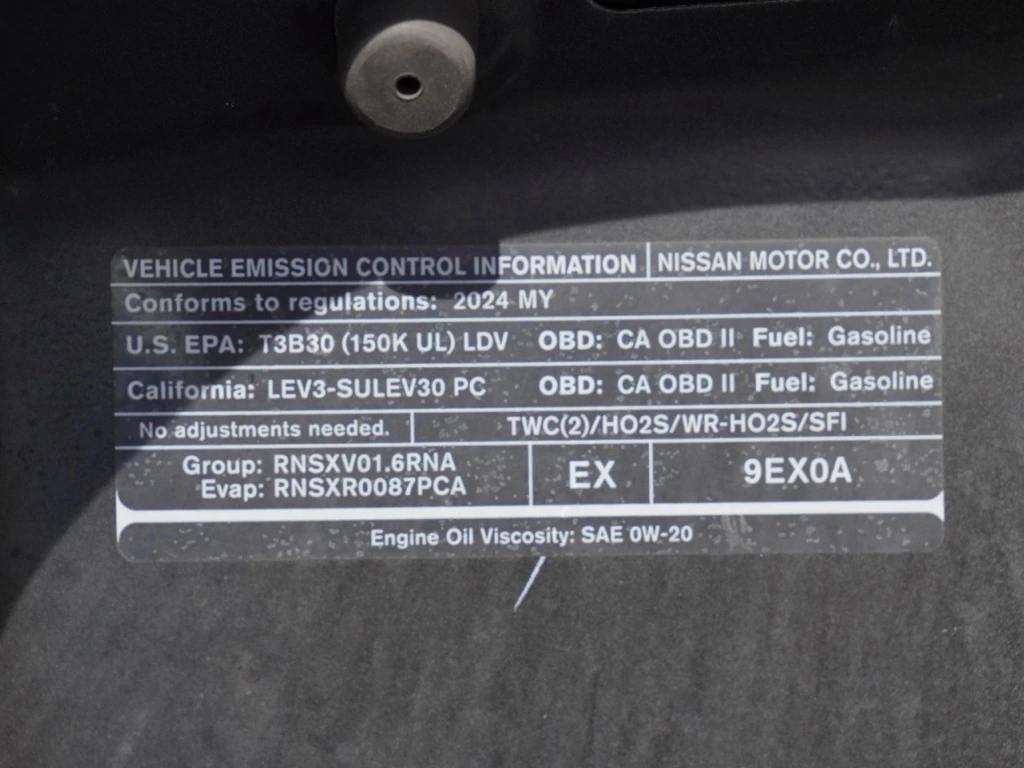 VEHICLE EMISSION CONTROL INFORMATION NISSAN MOTOR CO., LTD.
Conforms to regulations: 2024 MY
U.S. EPA: T3B30 (150K UL) LDV OBD: CA OBD II Fuel: Gasoline
California: LEV3-SULEV30 PC OBD: CA OBD II Fuel: Gasoline
No adjustments needed. TWC(2)/HO2S/WR-HO2S/SFI
Group: RNSXV01.6RNA
Evap: RNSXR0087PCA
EX
9EX0A
Engine Oil Viscosity: SAE 0W-20